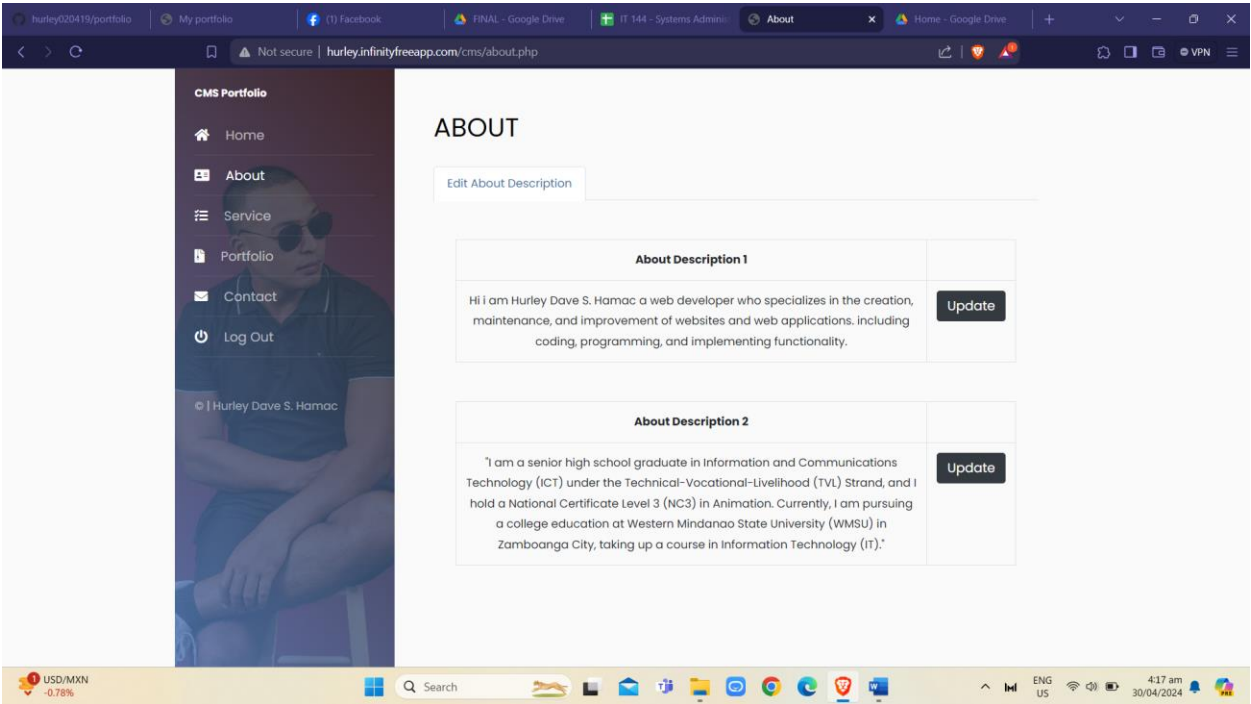 hurley020419/portfolio
My portfolio
(1) Facebook
FINAL - Google Drive
IT 144 - Systems Adminis
About
Home - Google Drive
Not secure | hurley.infinityfreeapp.com/cms/about.php
VPN
CMS Portfolio
Home
About
Service
Portfolio
Contact
Log Out
© | Hurley Dave S. Hamac
ABOUT
Edit About Description
About Description 1
Hi i am Hurley Dave S. Hamac a web developer who specializes in the creation,
maintenance, and improvement of websites and web applications. including
coding, programming, and implementing functionality.
Update
About Description 2
"I am a senior high school graduate in Information and Communications
Technology (ICT) under the Technical-Vocational-Livelihood (TVL) Strand, and I
hold a National Certificate Level 3 (NC3) in Animation. Currently, I am pursuing
a college education at Western Mindanao State University (WMSU) in
Zamboanga City, taking up a course in Information Technology (IT)."
Update
1
USD/MXN
-0.78%
Search
ENG
US
4:17 am
30/04/2024
PRE